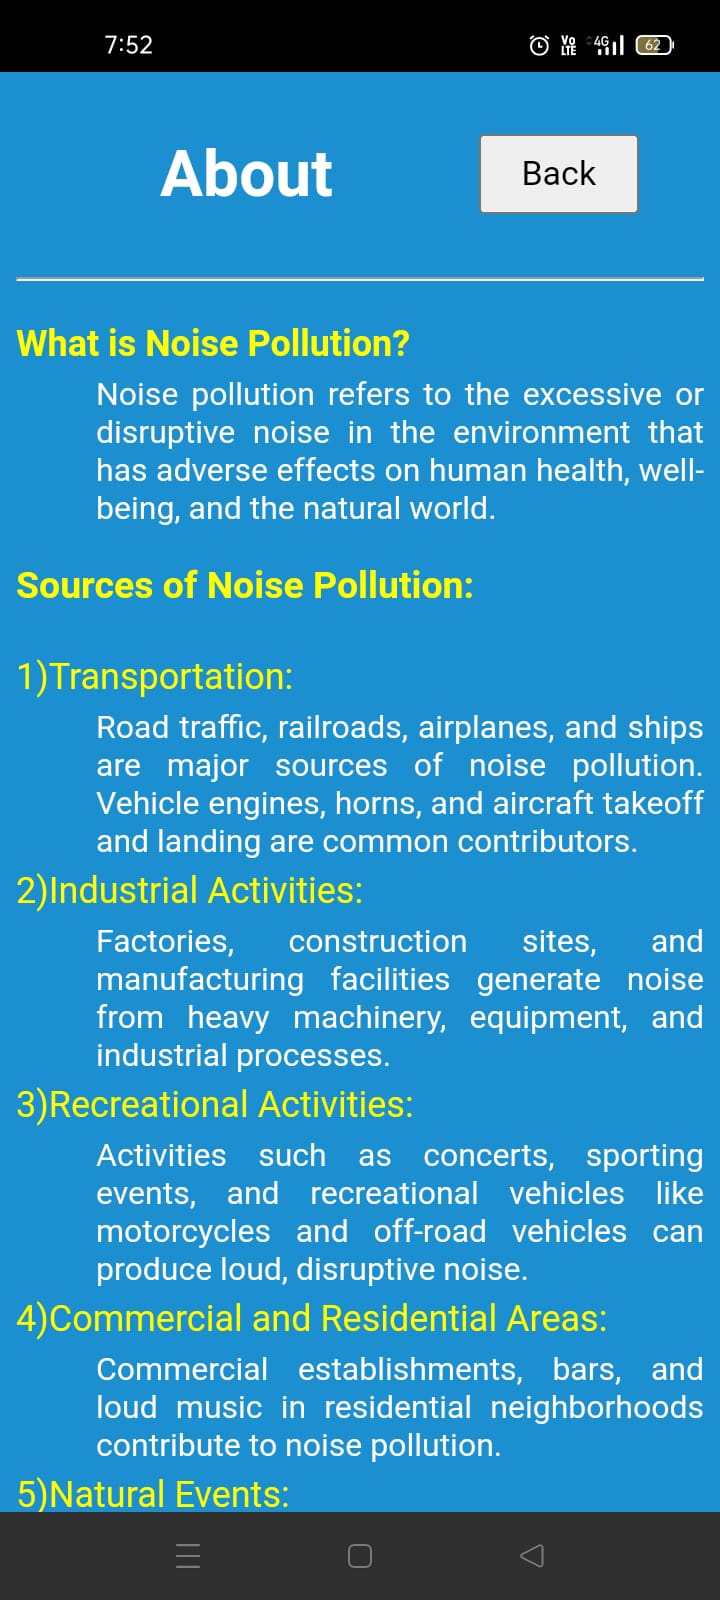 7:52
Vo LTE 4G 62
About
Back
What is Noise Pollution?
Noise pollution refers to the excessive or
disruptive noise in the environment that
has adverse effects on human health, well-
being, and the natural world.
Sources of Noise Pollution:
1)Transportation:
Road traffic, railroads, airplanes, and ships
are major sources of noise pollution.
Vehicle engines, horns, and aircraft takeoff
and landing are common contributors.
2)Industrial Activities:
Factories, construction sites, and
manufacturing facilities generate noise
from heavy machinery, equipment, and
industrial processes.
3)Recreational Activities:
Activities such as concerts, sporting
events, and recreational vehicles like
motorcycles and off-road vehicles can
produce loud, disruptive noise.
4)Commercial and Residential Areas:
Commercial establishments, bars, and
loud music in residential neighborhoods
contribute to noise pollution.
5)Natural Events: